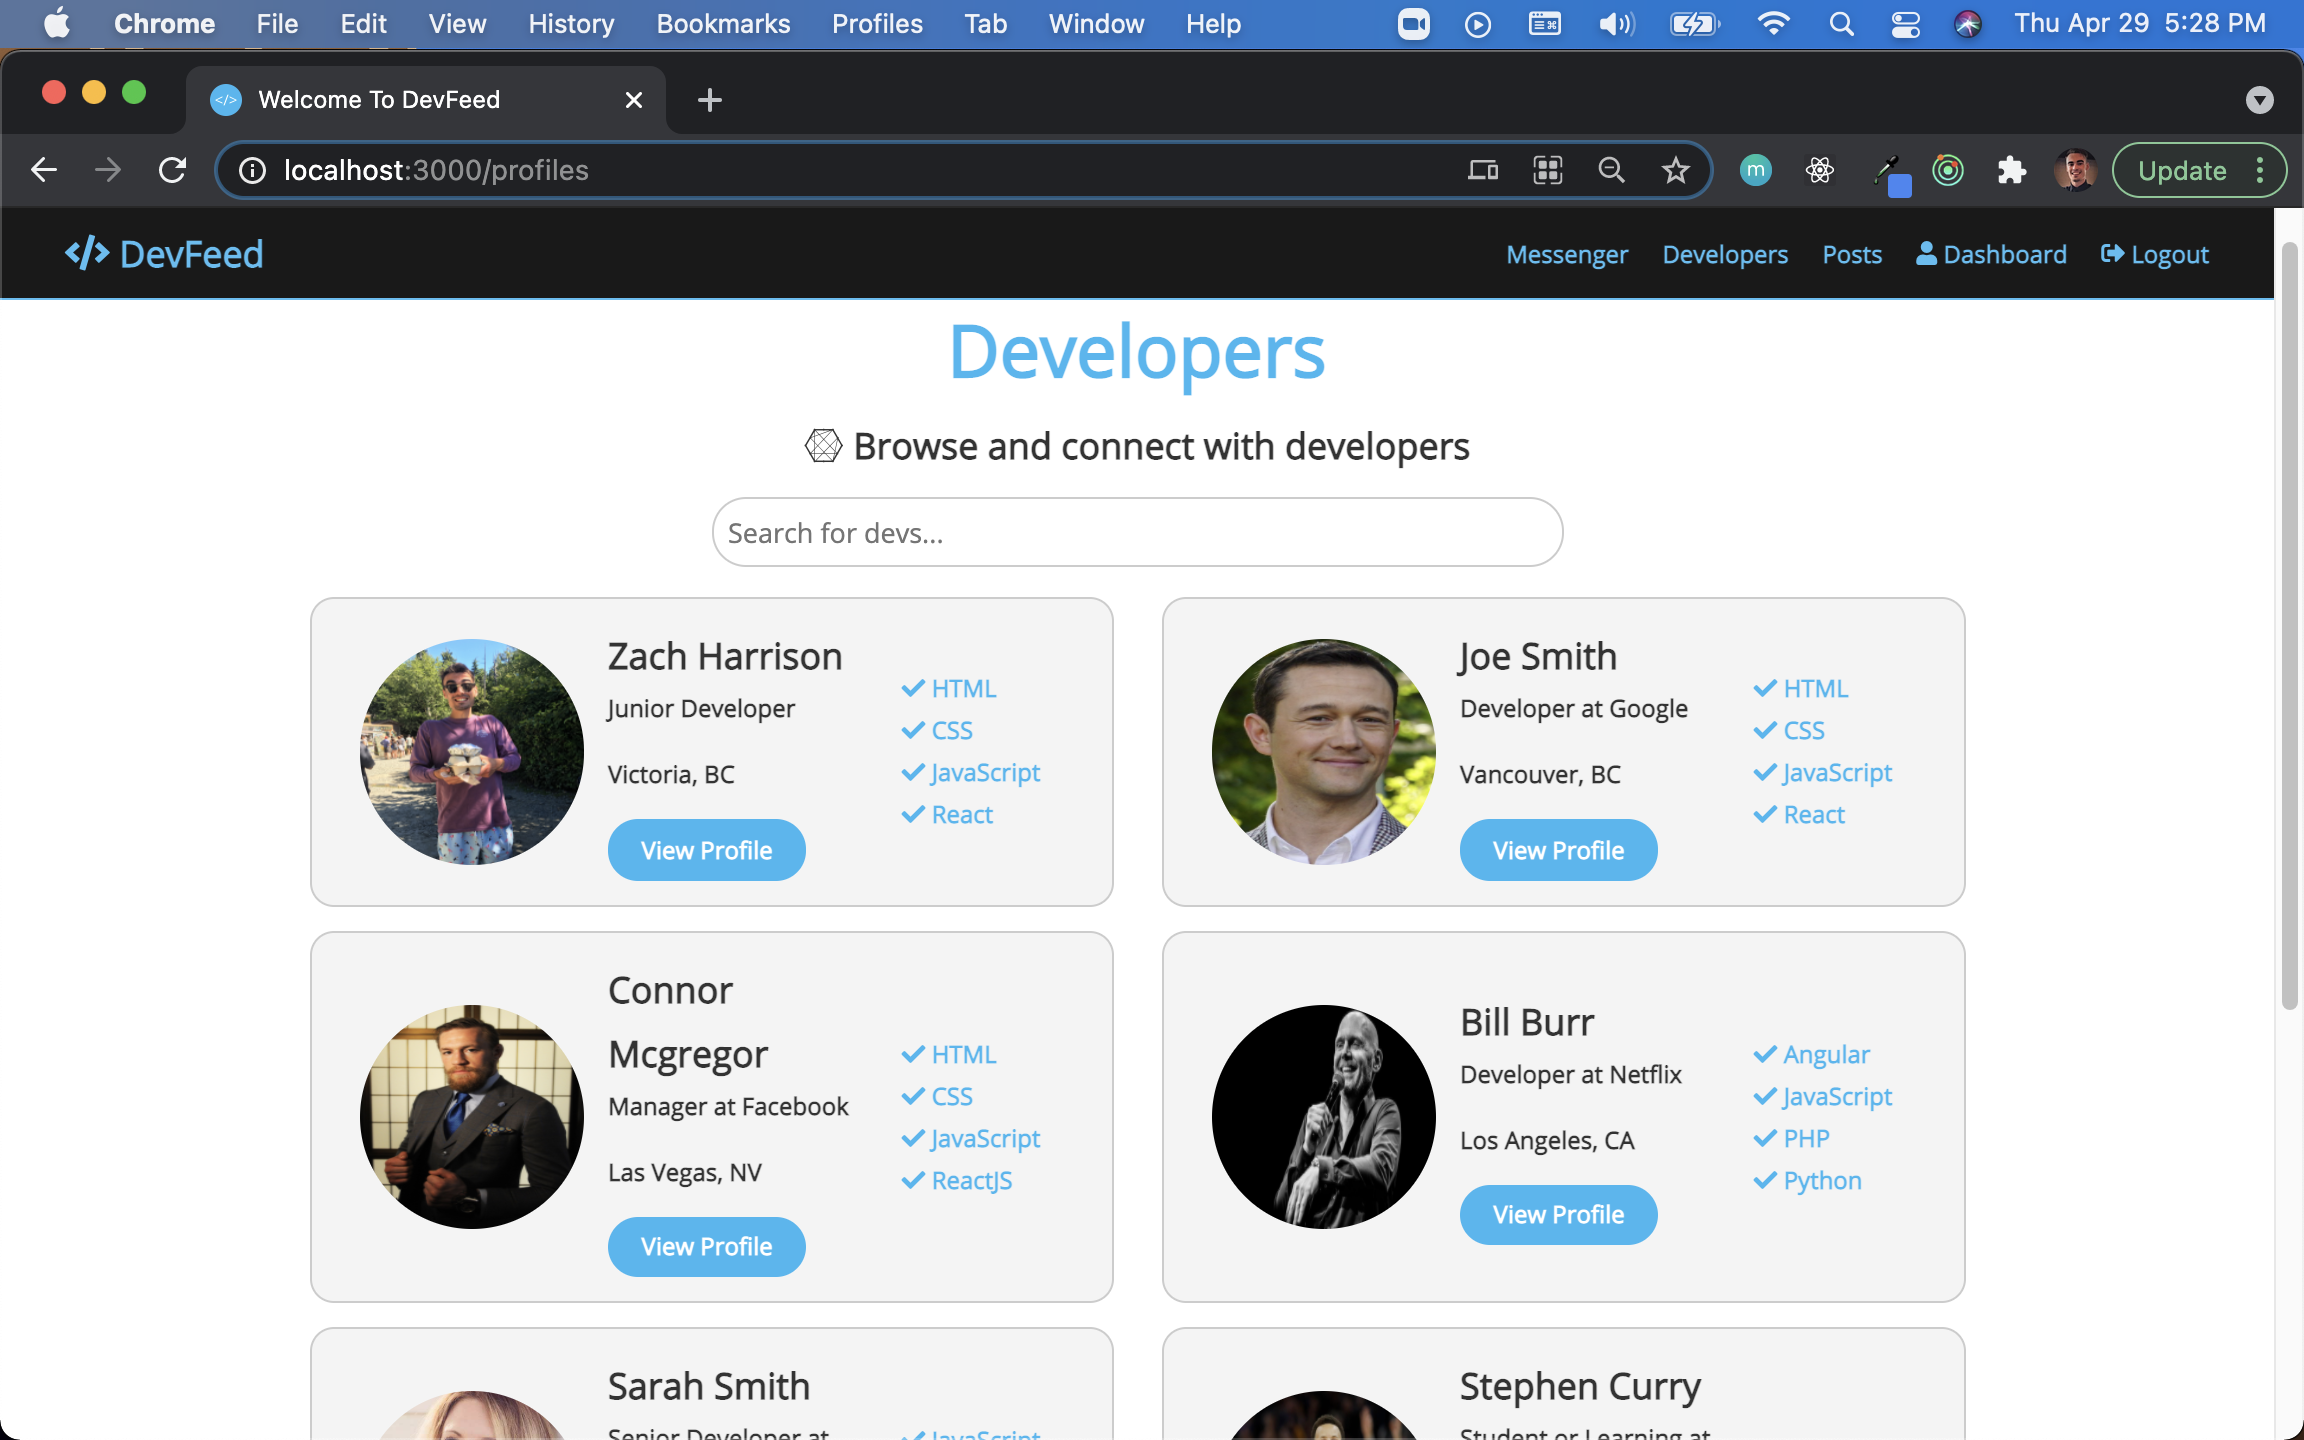 Chrome File Edit View History Bookmarks Profiles Tab Window Help Thu Apr 29 5:28 PM
</> Welcome To DevFeed
localhost:3000/profiles m Update
</> DevFeed Messenger Developers Posts Dashboard Logout
Developers
Browse and connect with developers
Search for devs...
Zach Harrison
Junior Developer
Victoria, BC
View Profile
HTML
CSS
JavaScript
React
Joe Smith
Developer at Google
Vancouver, BC
View Profile
HTML
CSS
JavaScript
React
Connor
Mcgregor
Manager at Facebook
Las Vegas, NV
View Profile
HTML
CSS
JavaScript
ReactJS
Bill Burr
Developer at Netflix
Los Angeles, CA
View Profile
Angular
JavaScript
PHP
Python
Sarah Smith
Senior Developer at
JavaScript
Stephen Curry
Student or Learning at